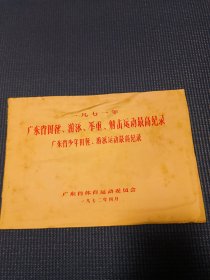 一九七一年
广东省田径、游泳、举重、射击运动最高纪录
广东省少年田径、游泳运动最高纪录
广东省体育运动委员会
一九七二年四月